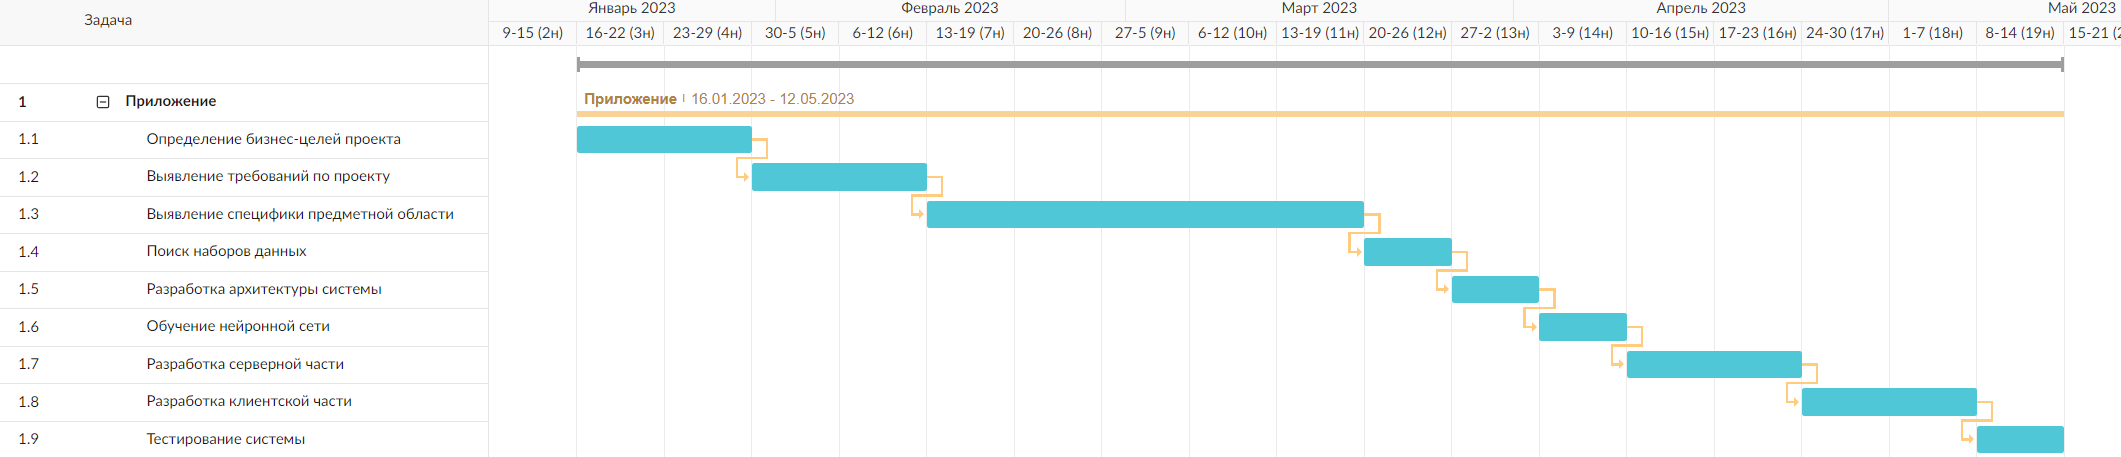 Задача
Январь 2023 Февраль 2023 Март 2023 Апрель 2023 Май 2023
9-15 (2н) 16-22 (3н) 23-29 (4н) 30-5 (5н) 6-12 (6н) 13-19 (7н) 20-26 (8н) 27-5 (9н) 6-12 (10н) 13-19 (11н) 20-26 (12н) 27-2 (13н) 3-9 (14н) 10-16 (15н) 17-23 (16н) 24-30 (17н) 1-7 (18н) 8-14 (19н) 15-21 (2
1 Приложение
Приложение | 16.01.2023 - 12.05.2023
1.1 Определение бизнес-целей проекта
1.2 Выявление требований по проекту
1.3 Выявление специфики предметной области
1.4 Поиск наборов данных
1.5 Разработка архитектуры системы
1.6 Обучение нейронной сети
1.7 Разработка серверной части
1.8 Разработка клиентской части
1.9 Тестирование системы